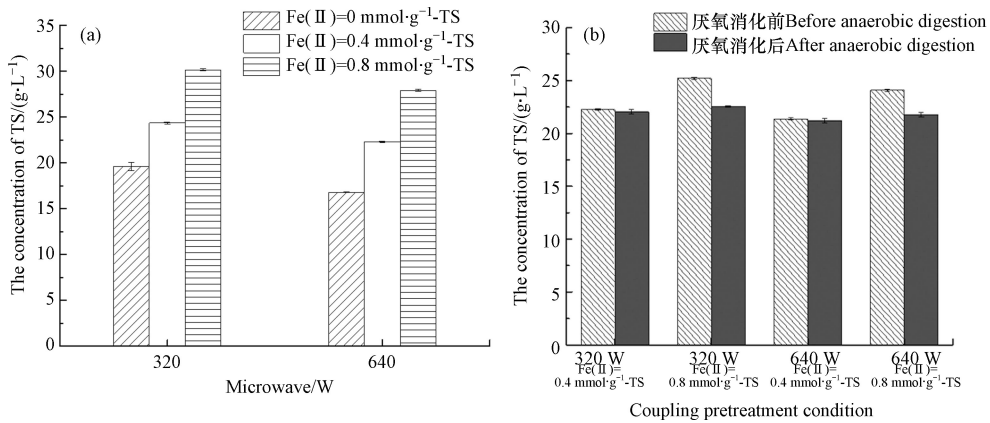 (a)
Fe(Ⅱ)=0 mmol·g⁻¹-TS
Fe(Ⅱ)=0.4 mmol·g⁻¹-TS
Fe(Ⅱ)=0.8 mmol·g⁻¹-TS
The concentration of TS/(g·L⁻¹)
35
30
25
20
15
10
5
0
320
640
Microwave/W
(b)
厌氧消化前Before anaerobic digestion
厌氧消化后After anaerobic digestion
The concentration of TS/(g·L⁻¹)
30
25
20
15
10
5
0
320 W
Fe(Ⅱ)=
0.4 mmol·g⁻¹-TS
320 W
Fe(Ⅱ)=
0.8 mmol·g⁻¹-TS
640 W
Fe(Ⅱ)=
0.4 mmol·g⁻¹-TS
640 W
Fe(Ⅱ)=
0.8 mmol·g⁻¹-TS
Coupling pretreatment condition